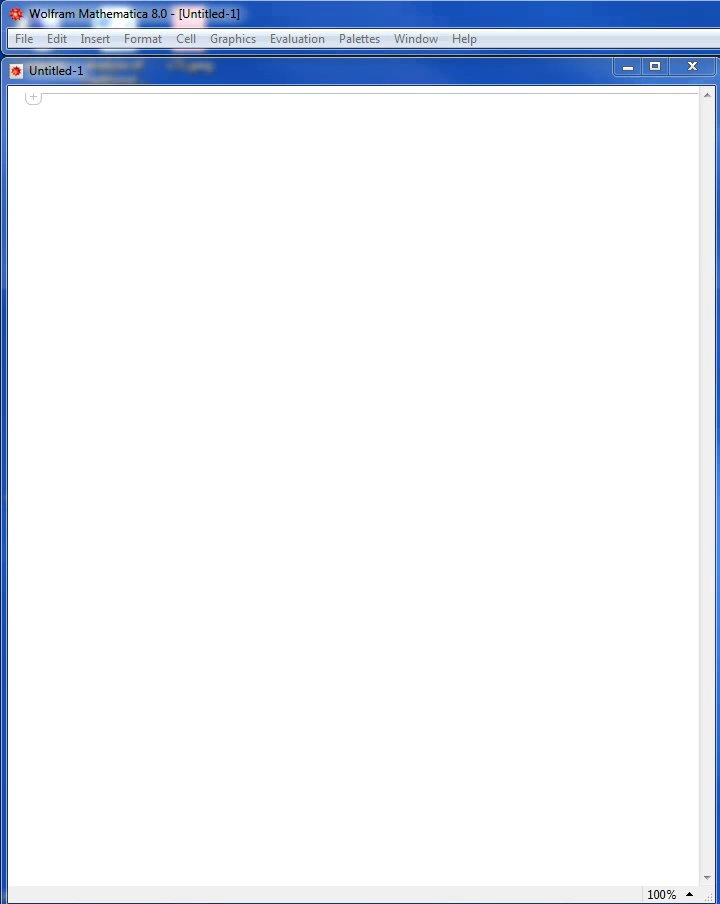 Wolfram Mathematica 8.0 - [Untitled-1]
File Edit Insert Format Cell Graphics Evaluation Palettes Window Help
Untitled-1
100%